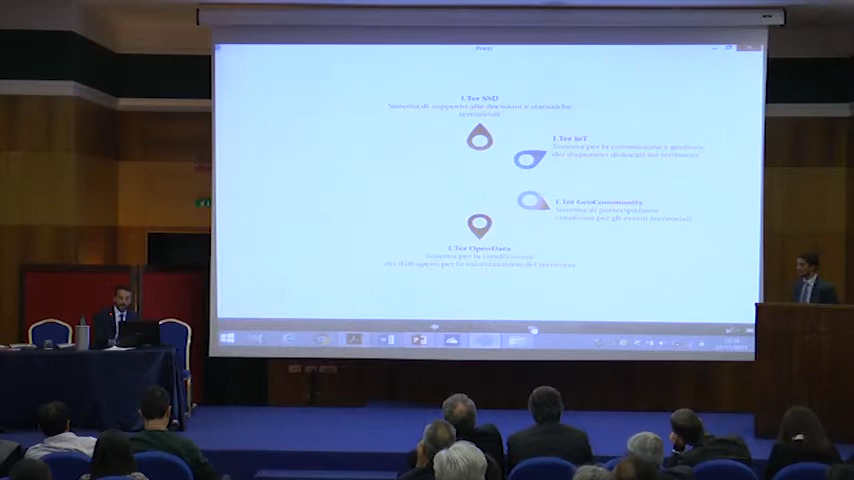 Prezi
I.Ter SSD
Sistema di supporto alle decisioni e statistiche
territoriali
I.Ter IoT
Sistema per la connessione e gestione
dei dispositivi dislocati sul territorio
I.Ter GeoCommunity
Sistema di partecipazione
condivisa per gli eventi territoriali
I.Ter OpenData
Sistema per la condivisione
dei dati aperti per la valorizzazione del territorio